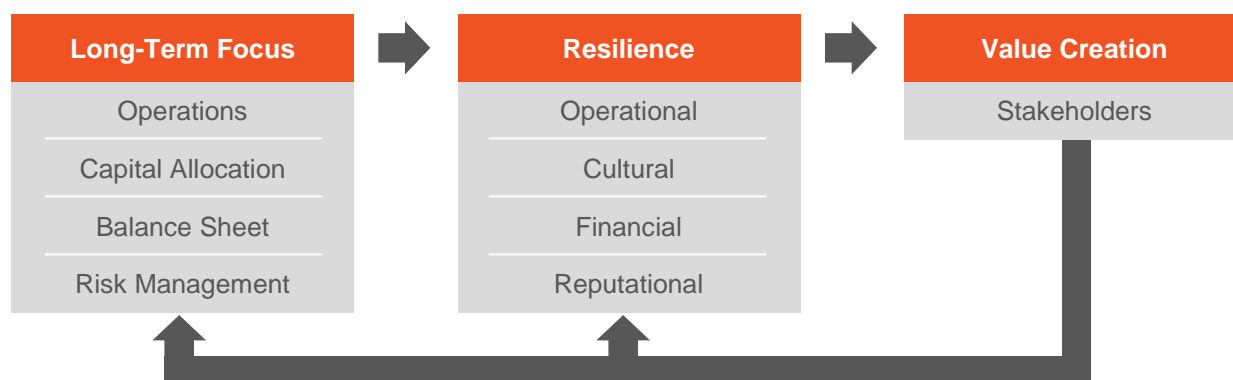 Long-Term Focus
Operations
Capital Allocation
Balance Sheet
Risk Management
Resilience
Operational
Cultural
Financial
Reputational
Value Creation
Stakeholders